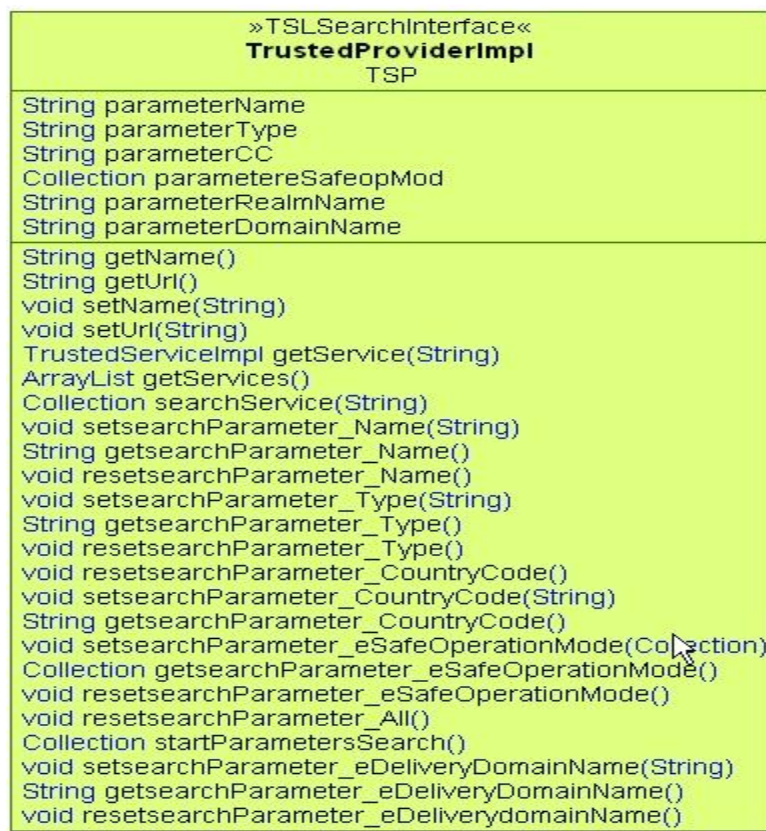 »TSLSearchInterface«
TrustedProviderImpl
TSP
String parameterName
String parameterType
String parameterCC
Collection parametereSafeopMod
String parameterRealmName
String parameterDomainName
String getName()
String getUrl()
void setName(String)
void setUrl(String)
TrustedServiceImpl getService(String)
ArrayList getServices()
Collection searchService(String)
void setsearchParameter_Name(String)
String getsearchParameter_Name()
void resetsearchParameter_Name()
void setsearchParameter_Type(String)
String getsearchParameter_Type()
void resetsearchParameter_Type()
void resetsearchParameter_CountryCode()
void setsearchParameter_CountryCode(String)
String getsearchParameter_CountryCode()
void setsearchParameter_eSafeOperationMode(Collection)
Collection getsearchParameter_eSafeOperationMode()
void resetsearchParameter_eSafeOperationMode()
void resetsearchParameter_All()
Collection startParametersSearch()
void setsearchParameter_eDeliveryDomainName(String)
String getsearchParameter_eDeliveryDomainName()
void resetsearchParameter_eDeliverydomainName()